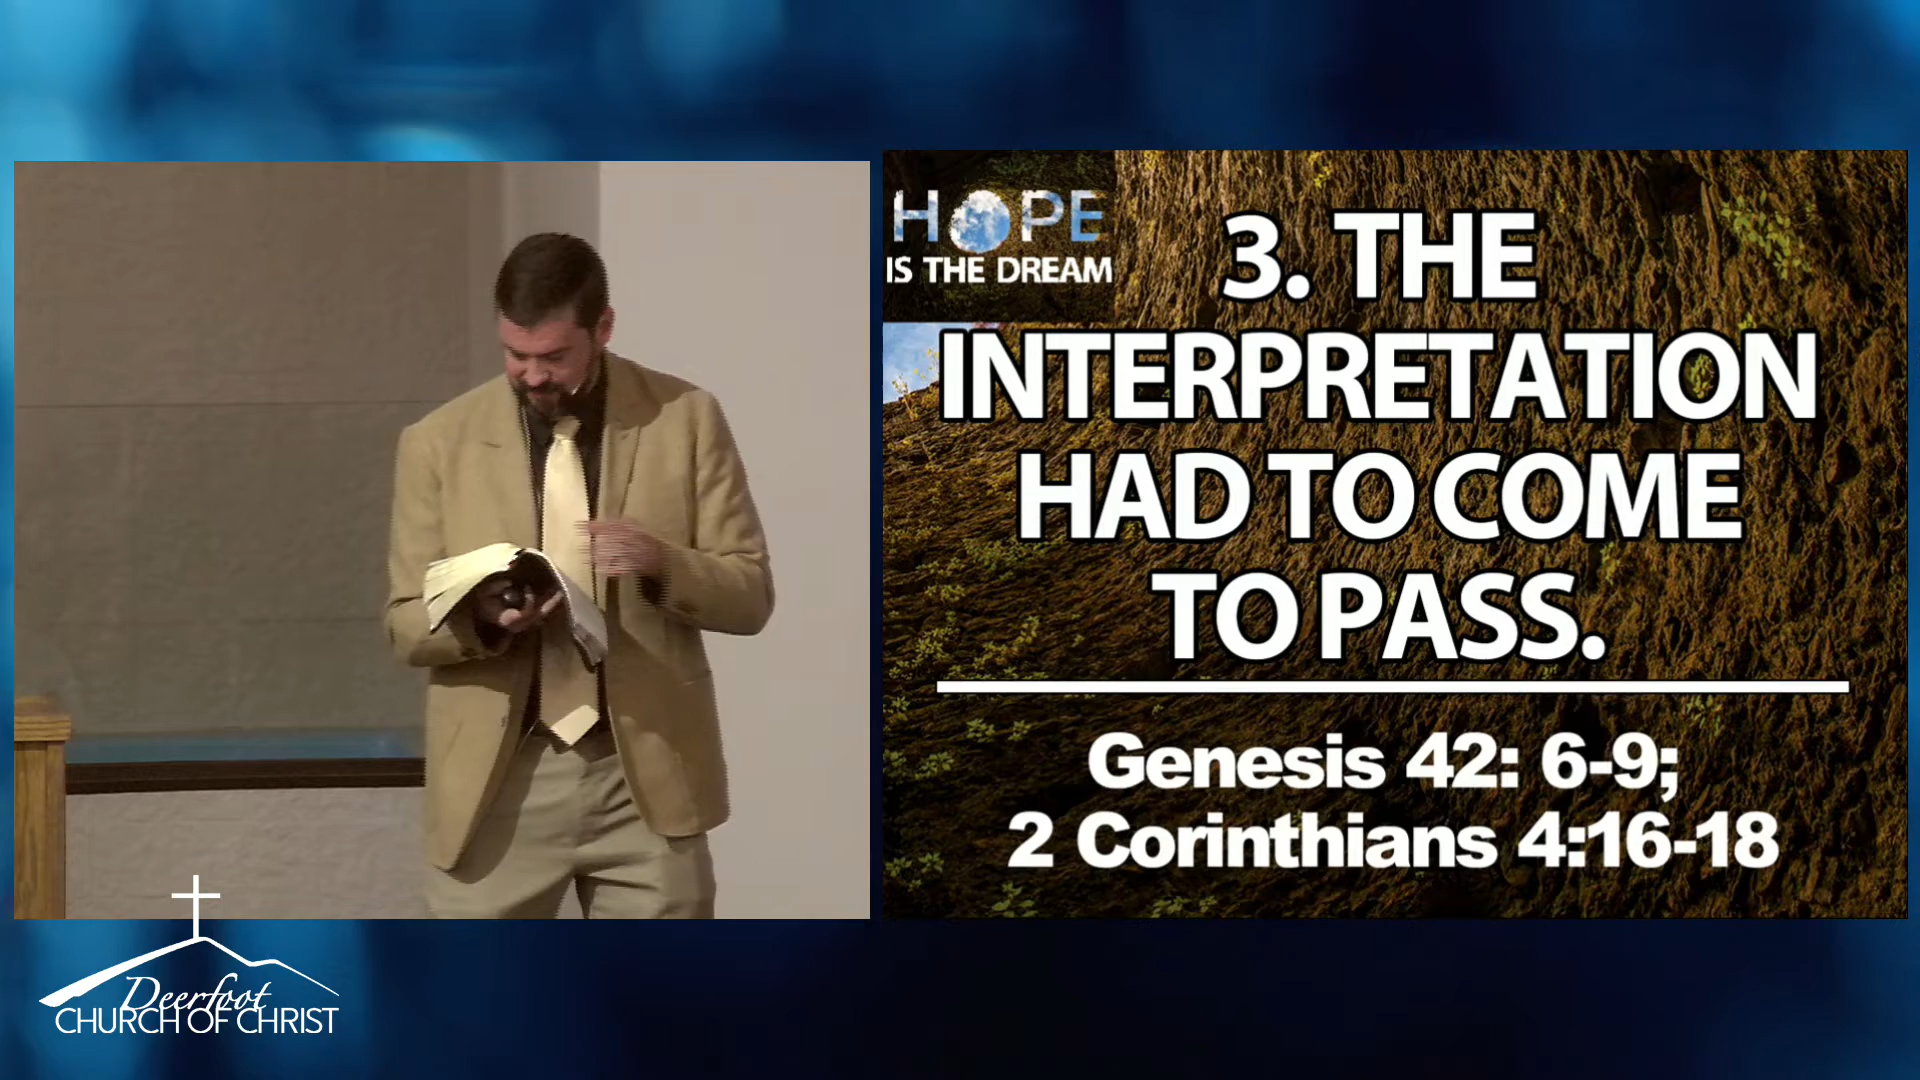 HOPE
IS THE DREAM
3. THE
INTERPRETATION
HAD TO COME
TO PASS.
Genesis 42: 6-9;
2 Corinthians 4:16-18
Deerfoot
CHURCH OF CHRIST